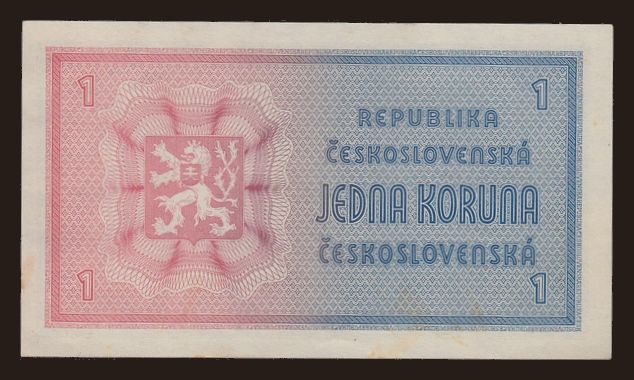 1
1
REPUBLIKA
ČESKOSLOVENSKÁ
JEDNA KORUNA
ČESKOSLOVENSKÁ
1
1